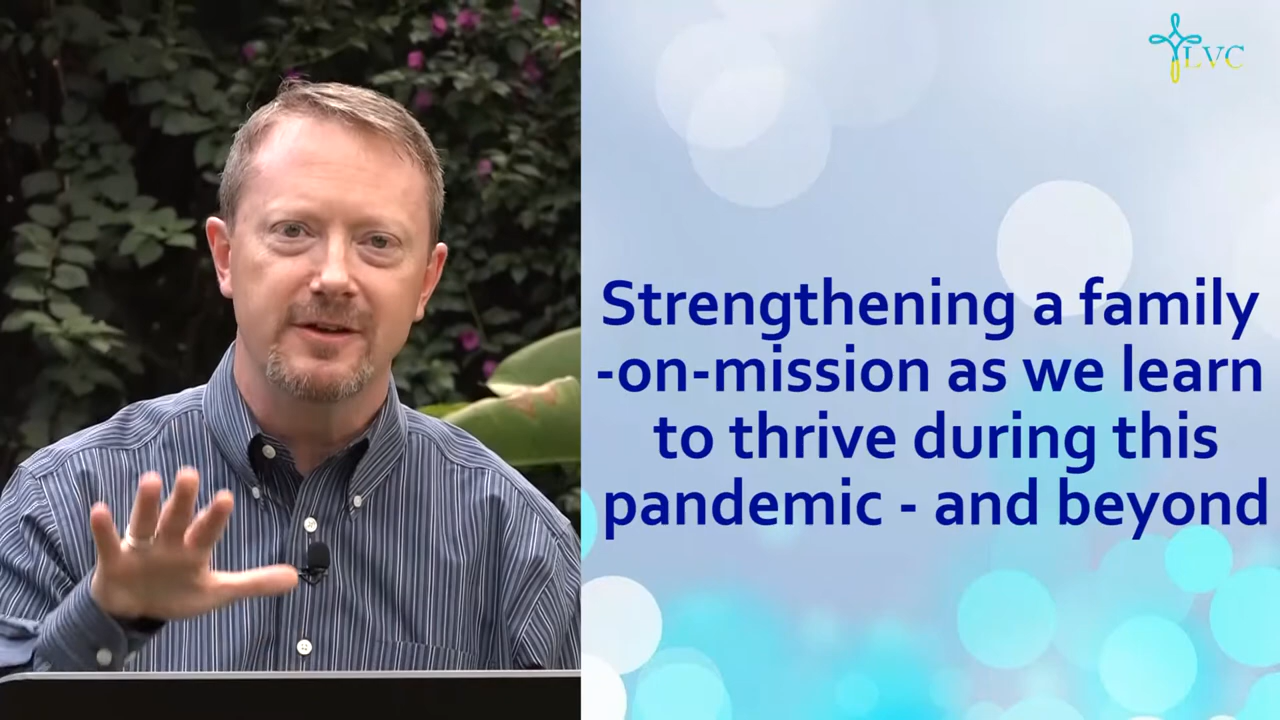 LVC
Strengthening a family
-on-mission as we learn
to thrive during this
pandemic - and beyond